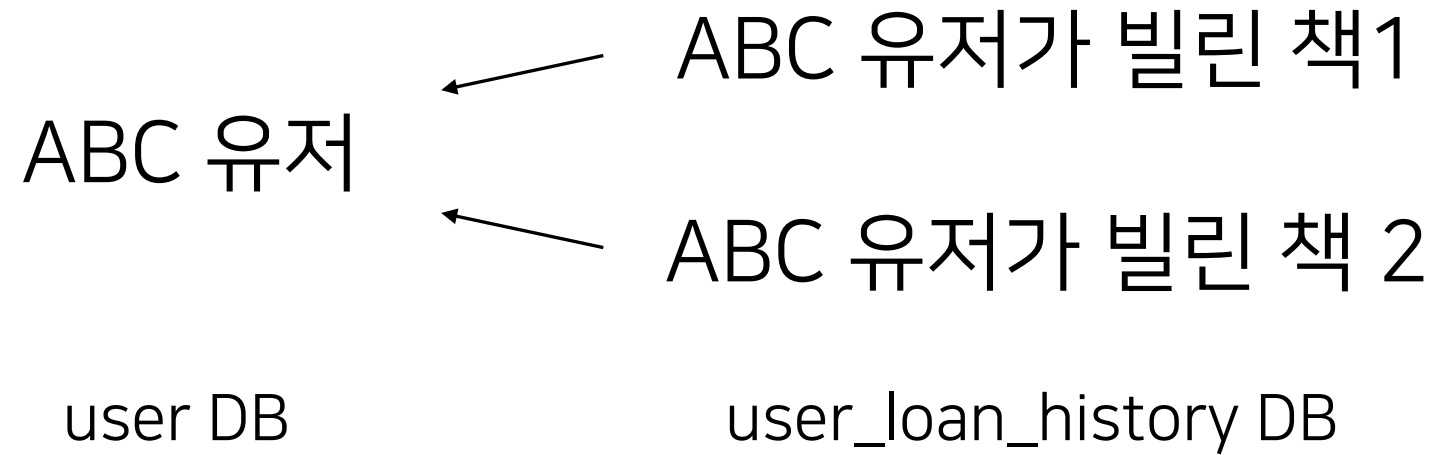 ABC 유저가 빌린 책1
ABC 유저
ABC 유저가 빌린 책 2
user DB
user_loan_history DB